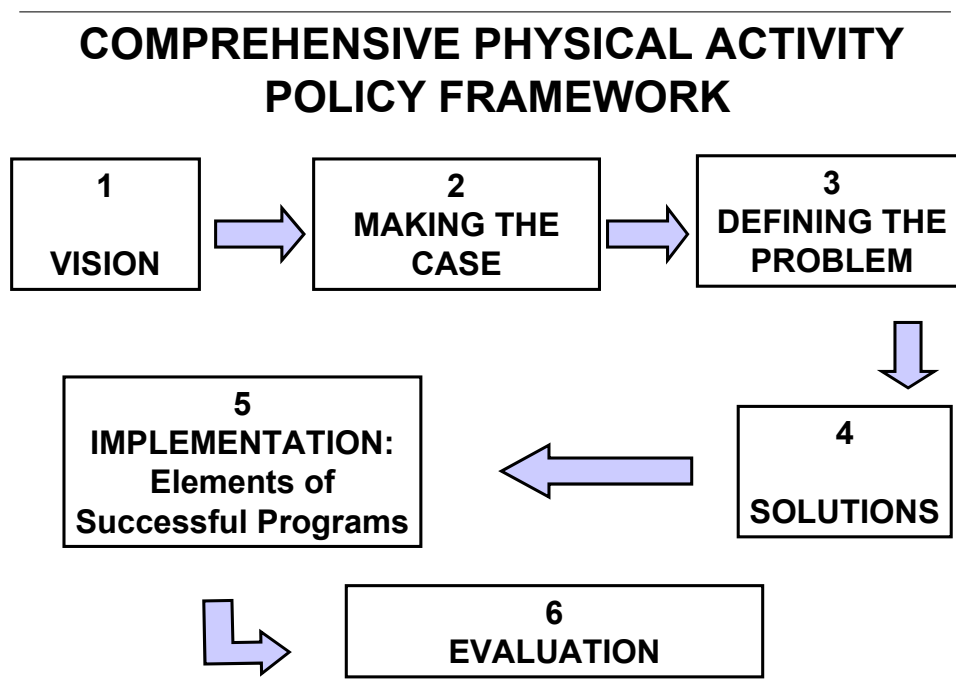 COMPREHENSIVE PHYSICAL ACTIVITY
POLICY FRAMEWORK
1
VISION
2
MAKING THE
CASE
3
DEFINING THE
PROBLEM
4
SOLUTIONS
5
IMPLEMENTATION:
Elements of
Successful Programs
6
EVALUATION